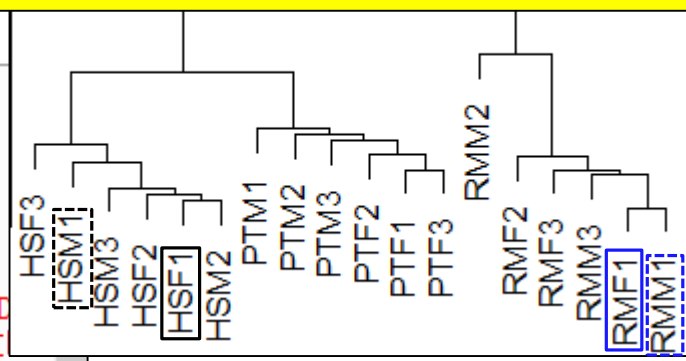 HSF3
HSM1
HSM3
HSF2
HSF1
HSM2
PTM1
PTM2
PTM3
PTF2
PTF1
PTF3
RMM2
RMF2
RMF3
RMM3
RMF1
RMM1
D